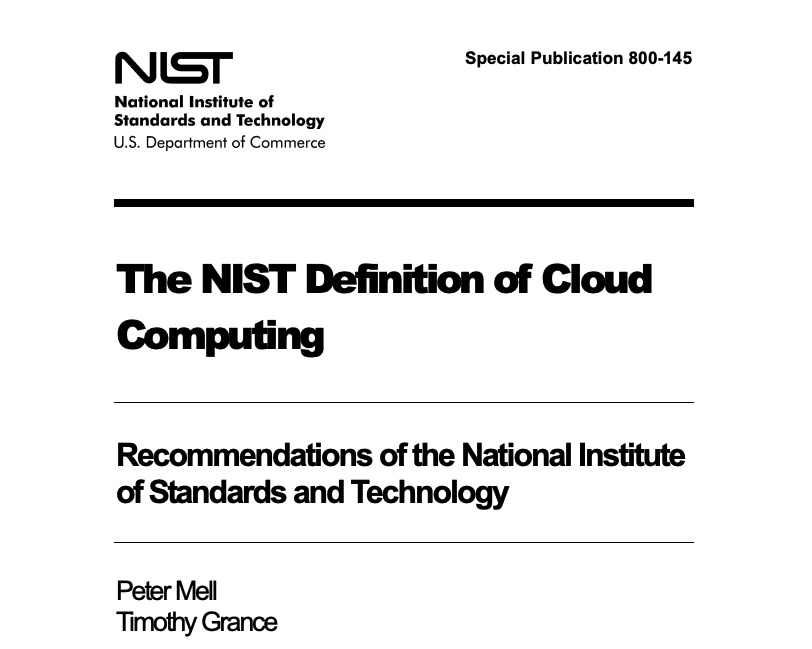 NIST
National Institute of
Standards and Technology
U.S. Department of Commerce
Special Publication 800-145
The NIST Definition of Cloud
Computing
Recommendations of the National Institute
of Standards and Technology
Peter Mell
Timothy Grance